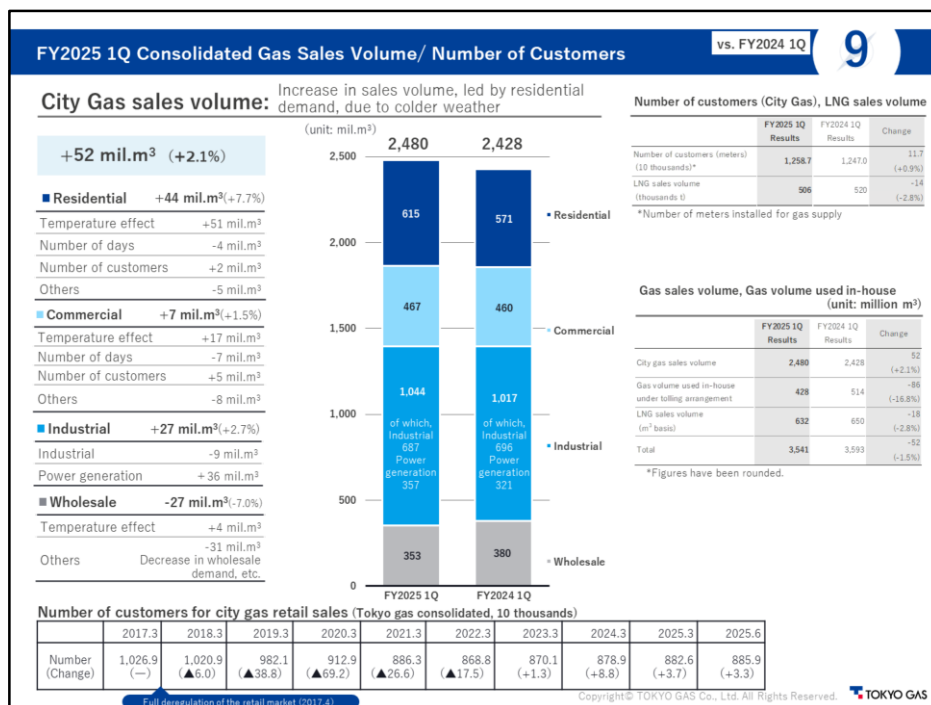 FY2025 1Q Consolidated Gas Sales Volume/ Number of Customers
vs. FY2024 1Q
9
City Gas sales volume:
Increase in sales volume, led by residential
demand, due to colder weather
+52 mil.m³ (+2.1%)
■ Residential +44 mil.m³(+7.7%)
Temperature effect +51 mil.m³
Number of days -4 mil.m³
Number of customers +2 mil.m³
Others -5 mil.m³
■ Commercial +7 mil.m³(+1.5%)
Temperature effect +17 mil.m³
Number of days -7 mil.m³
Number of customers +5 mil.m³
Others -8 mil.m³
■ Industrial +27 mil.m³(+2.7%)
Industrial -9 mil.m³
Power generation +36 mil.m³
■ Wholesale -27 mil.m³(-7.0%)
Temperature effect +4 mil.m³
Others -31 mil.m³
Decrease in wholesale
demand, etc.
(unit: mil.m³)
2,480 2,428
2,500
2,000
1,500
1,000
500
0
615 571
467 460
1,044
of which,
Industrial
687
Power
generation
357
1,017
of which,
Industrial
696
Power
generation
321
353 380
FY2025 1Q FY2024 1Q
Residential
Commercial
Industrial
Wholesale
Number of customers (City Gas), LNG sales volume
FY2025 1Q Results FY2024 1Q Results Change
Number of customers (meters) (10 thousands)* 1,258.7 1,247.0 11.7 (+0.9%)
LNG sales volume (thousands t) 506 520 -14 (-2.8%)
*Number of meters installed for gas supply
Gas sales volume, Gas volume used in-house
(unit: million m³)
FY2025 1Q Results FY2024 1Q Results Change
City gas sales volume 2,480 2,428 52 (+2.1%)
Gas volume used in-house under tolling arrangement 428 514 -86 (-16.8%)
LNG sales volume (m³ basis) 632 650 -18 (-2.8%)
Total 3,541 3,593 -52 (-1.5%)
*Figures have been rounded.
Number of customers for city gas retail sales (Tokyo gas consolidated, 10 thousands)
2017.3 2018.3 2019.3 2020.3 2021.3 2022.3 2023.3 2024.3 2025.3 2025.6
Number 1,026.9 1,020.9 982.1 912.9 886.3 868.8 870.1 878.9 882.6 885.9
(Change) (—) (▲6.0) (▲38.8) (▲69.2) (▲26.6) (▲17.5) (+1.3) (+8.8) (+3.7) (+3.3)
Full deregulation of the retail market (2017.4)
Copyright© TOKYO GAS Co., Ltd. All Rights Reserved.
TOKYO GAS